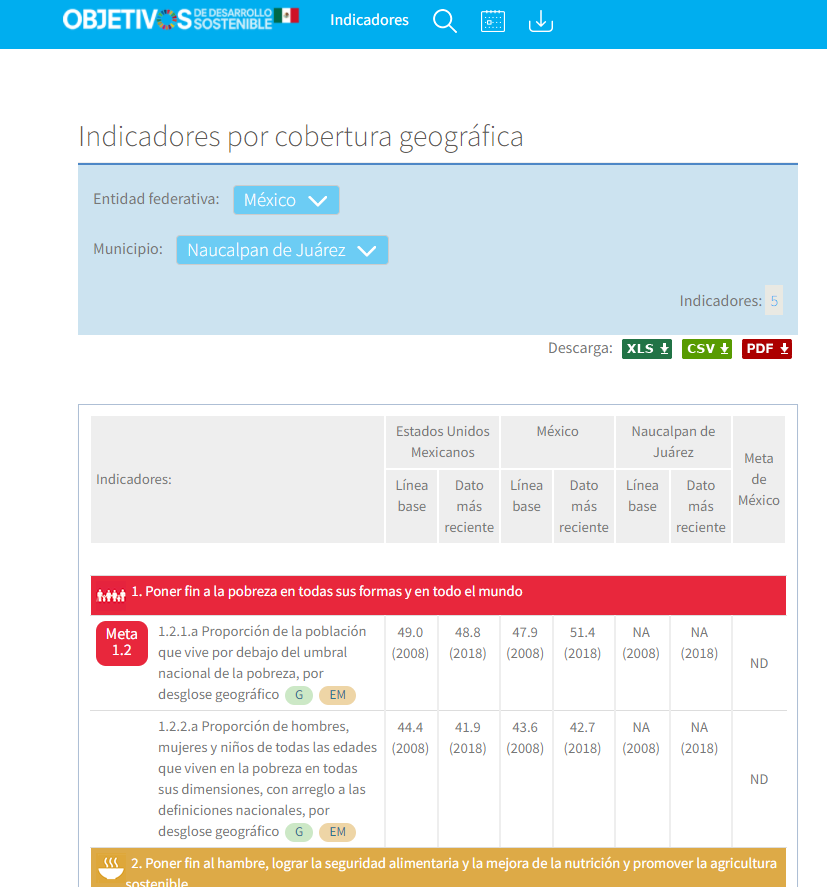 OBJETIVOS DE DESARROLLO SOSTENIBLE
Indicadores
Indicadores por cobertura geográfica
Entidad federativa: México
Municipio: Naucalpan de Juárez
Indicadores: 5
Descarga: XLS CSV PDF
Indicadores:
Estados Unidos Mexicanos
México
Naucalpan de Juárez
Meta de México
Línea base
Dato más reciente
Línea base
Dato más reciente
Línea base
Dato más reciente
1. Poner fin a la pobreza en todas sus formas y en todo el mundo
Meta 1.2
1.2.1.a Proporción de la población
que vive por debajo del umbral
nacional de la pobreza, por
desglose geográfico G EM
49.0 (2008)
48.8 (2018)
47.9 (2008)
51.4 (2018)
NA (2008)
NA (2018)
ND
1.2.2.a Proporción de hombres,
mujeres y niños de todas las edades
que viven en la pobreza en todas
sus dimensiones, con arreglo a las
definiciones nacionales, por
desglose geográfico G EM
44.4 (2008)
41.9 (2018)
43.6 (2008)
42.7 (2018)
NA (2008)
NA (2018)
ND
2. Poner fin al hambre, lograr la seguridad alimentaria y la mejora de la nutrición y promover la agricultura
sostenible